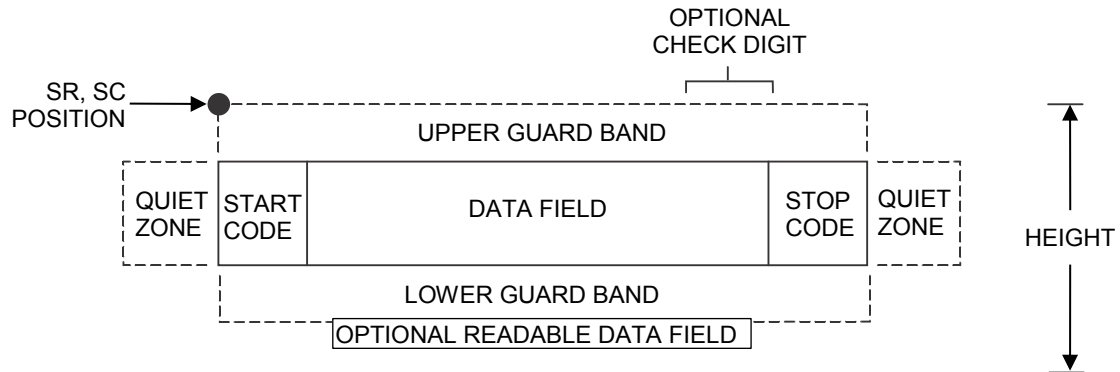 OPTIONAL
CHECK DIGIT
SR, SC
POSITION
UPPER GUARD BAND
QUIET
ZONE
START
CODE
DATA FIELD
STOP
CODE
QUIET
ZONE
HEIGHT
LOWER GUARD BAND
OPTIONAL READABLE DATA FIELD